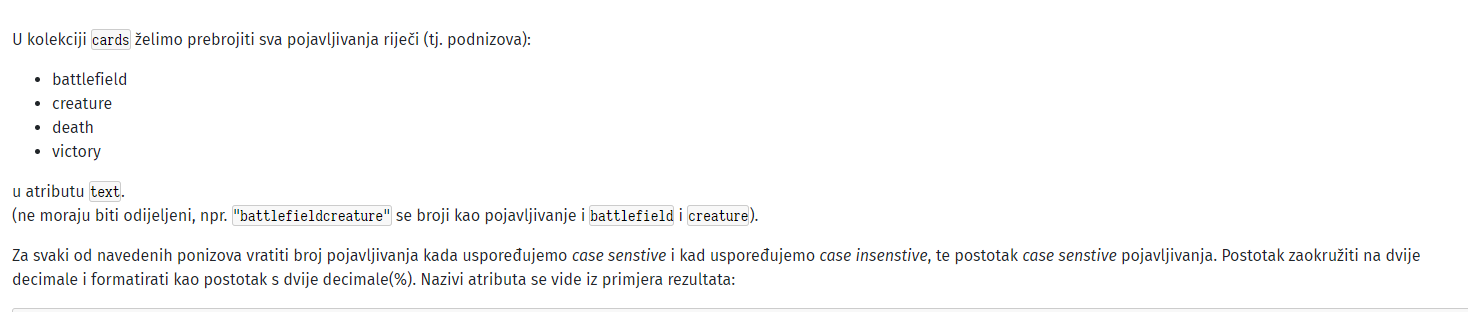 U kolekciji cards želimo prebrojiti sva pojavljivanja riječi (tj. podnizova):
• battlefield
• creature
• death
• victory
u atributu text.
(ne moraju biti odijeljeni, npr. "battlefieldcreature" se broji kao pojavljivanje i battlefield i creature).
Za svaki od navedenih ponizova vratiti broj pojavljivanja kada uspoređujemo case senstive i kad uspoređujemo case insenstive, te postotak case senstive pojavljivanja. Postotak zaokružiti na dvije
decimale i formatirati kao postotak s dvije decimale(%). Nazivi atributa se vide iz primjera rezultata: